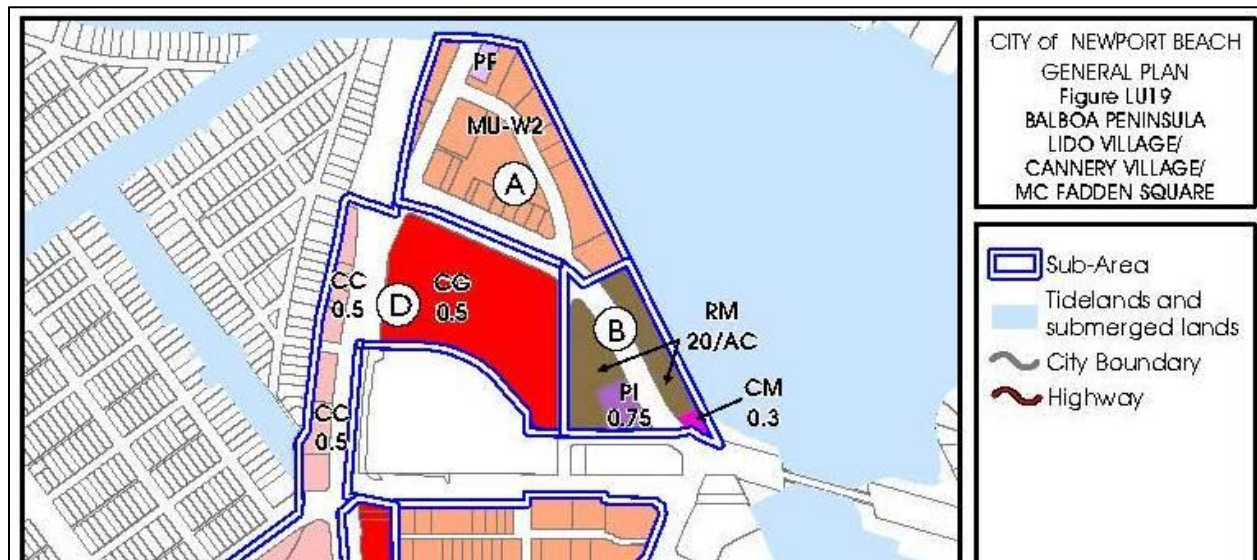 CITY of NEWPORT BEACH
GENERAL PLAN
Figure LU19
BALBOA PENINSULA
LIDO VILLAGE/
CANNERY VILLAGE/
MC FADDEN SQUARE
Sub-Area
Tidelands and
submerged lands
City Boundary
Highway
PF
MU-W2
A
CC
0.5
D
CG
0.5
B
RM
20/AC
PI
0.75
CM
0.3
CC
0.5